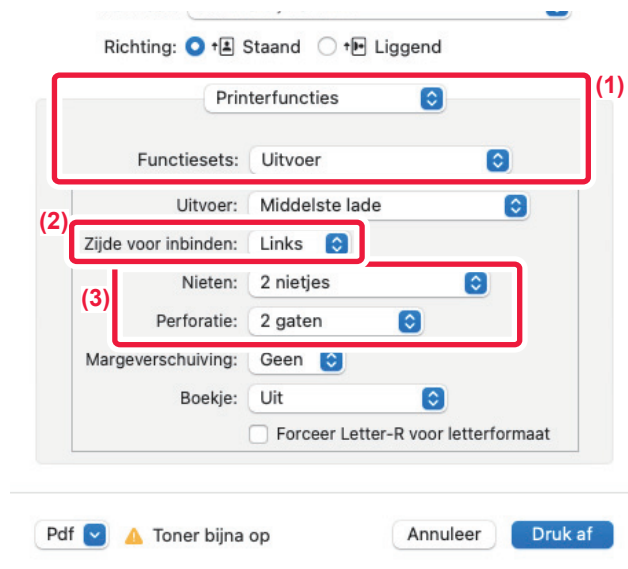 Richting: Staand Liggend
(1)
Printerfuncties
Functiesets: Uitvoer
Uitvoer: Middelste lade
(2)
Zijde voor inbinden: Links
(3)
Nieten: 2 nietjes
Perforatie: 2 gaten
Margeverschuiving: Geen
Boekje: Uit
Forceer Letter-R voor letterformaat
Pdf Toner bijna op Annuleer Druk af